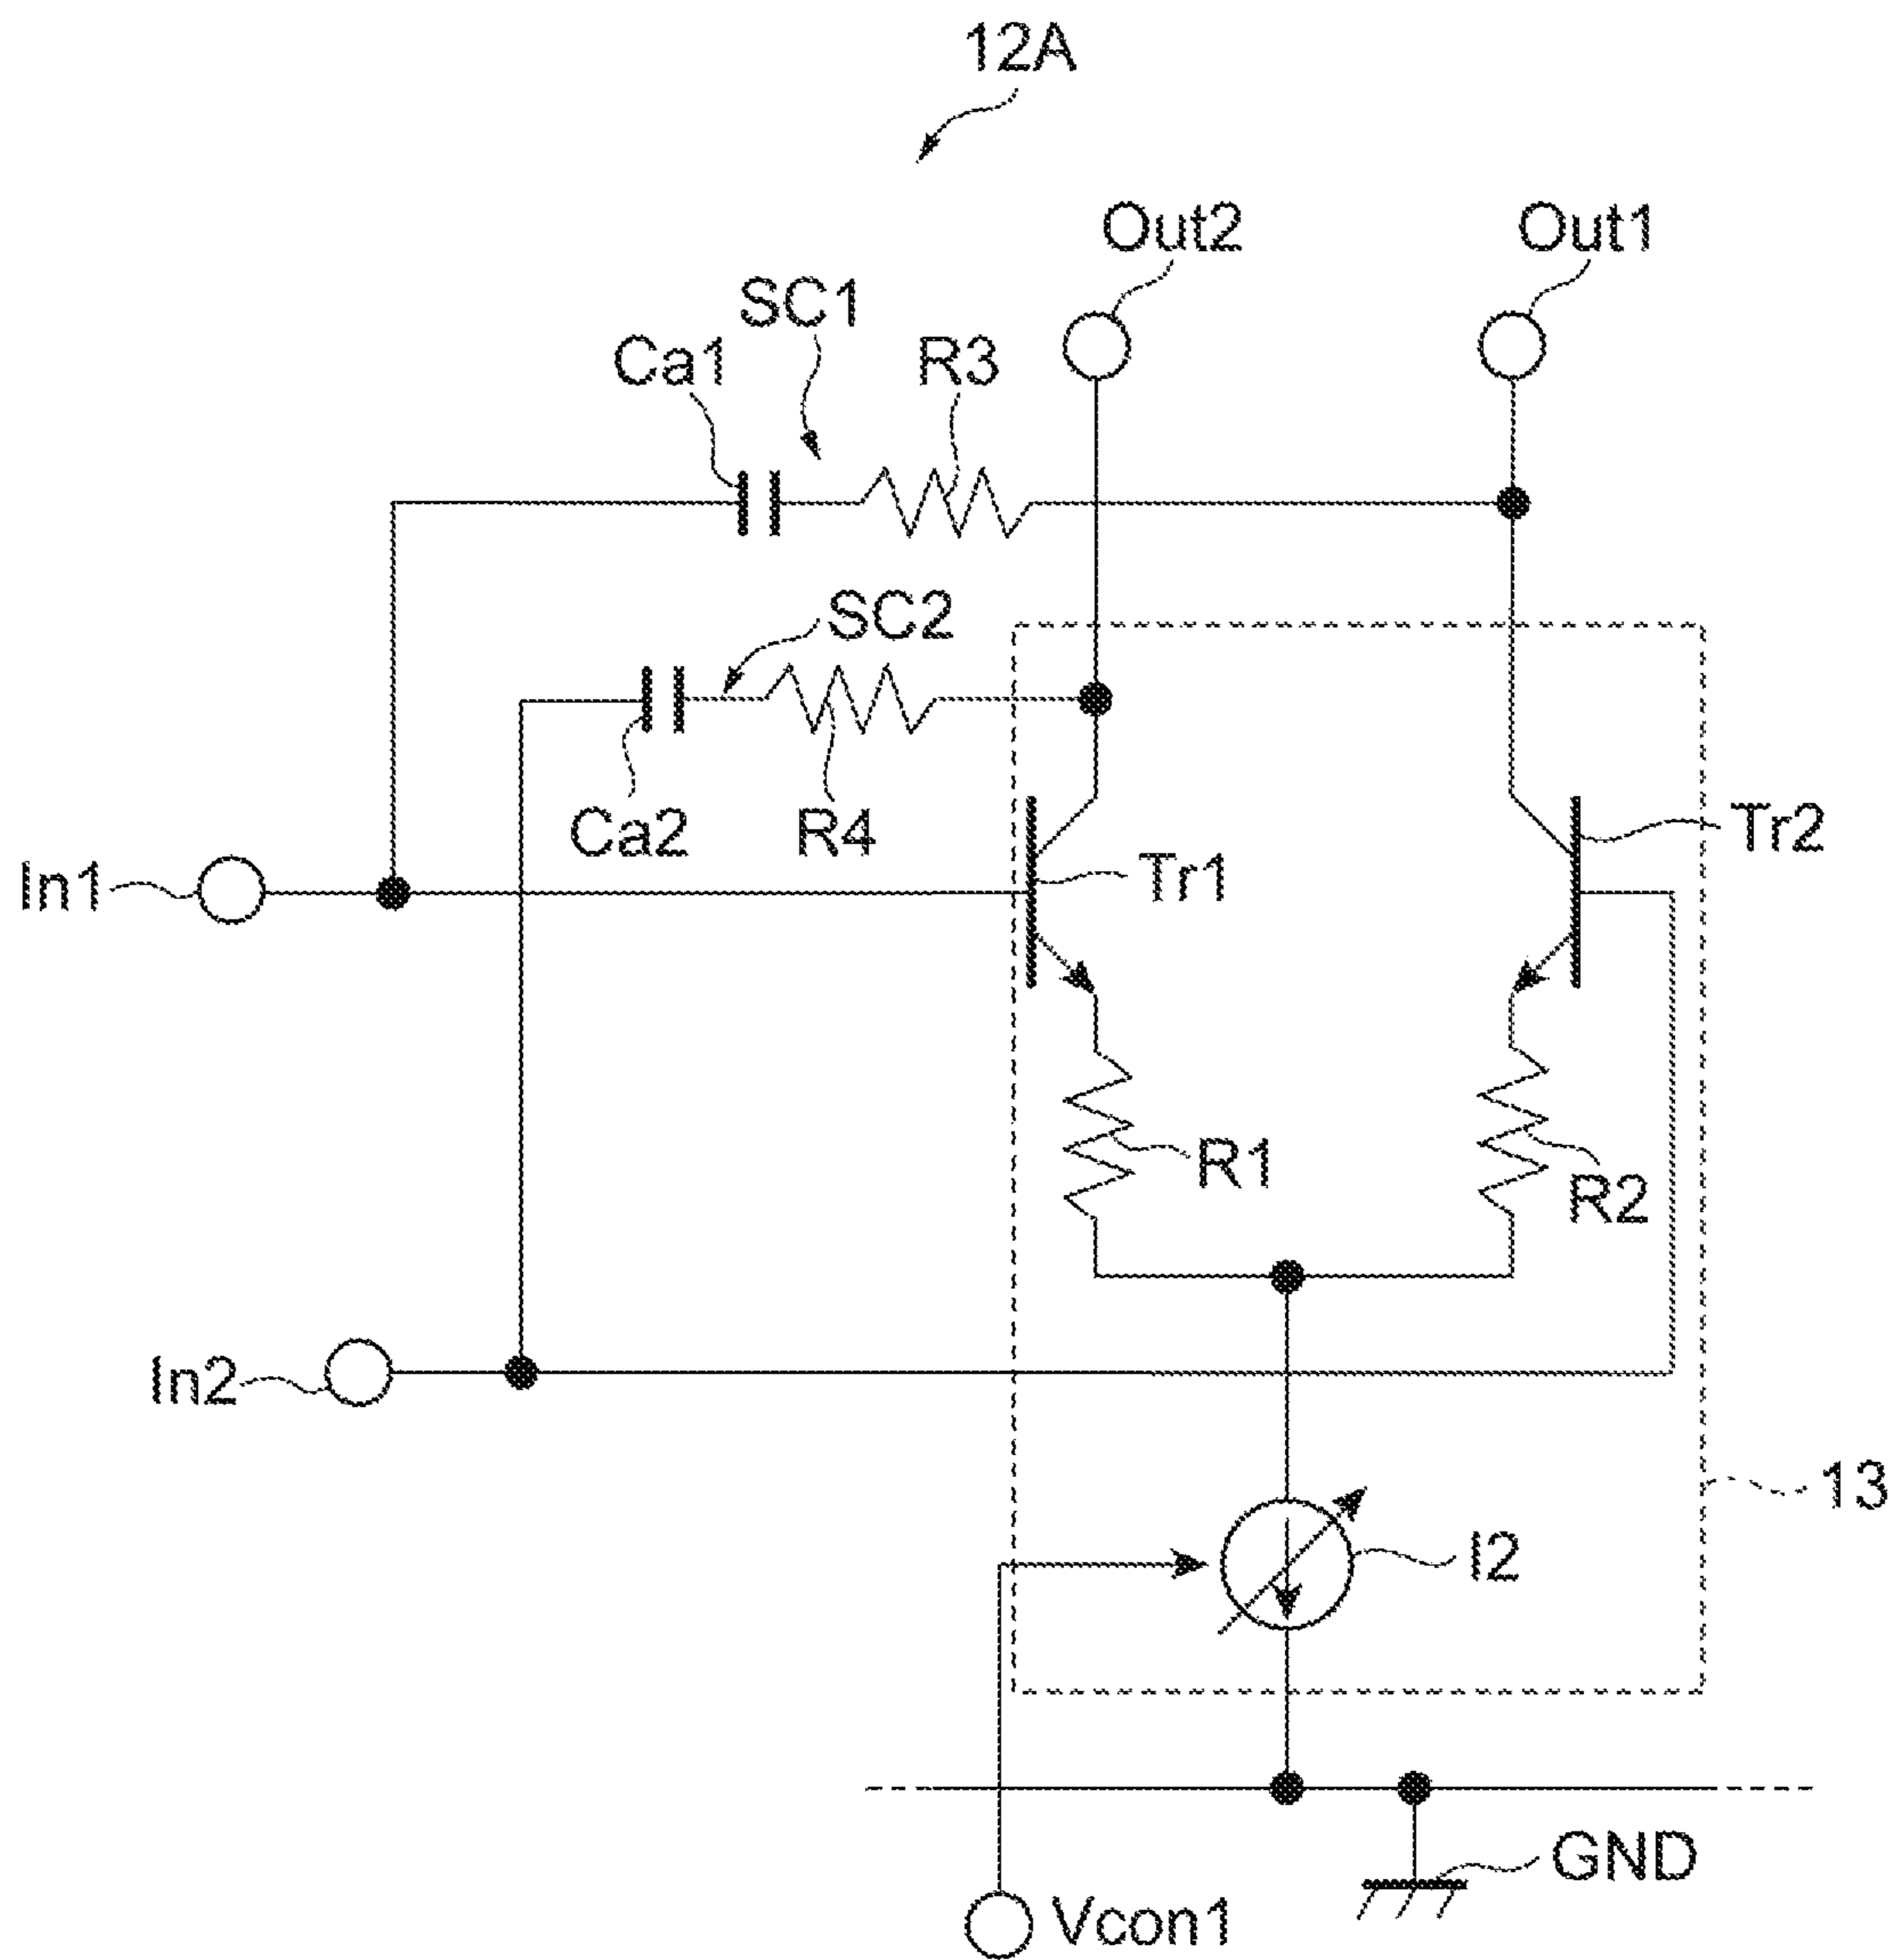 12A
Out2
Out1
SC1
Ca1
R3
SC2
Ca2
R4
Tr2
In1
Tr1
R1
R2
In2
13
I2
GND
Vcon1